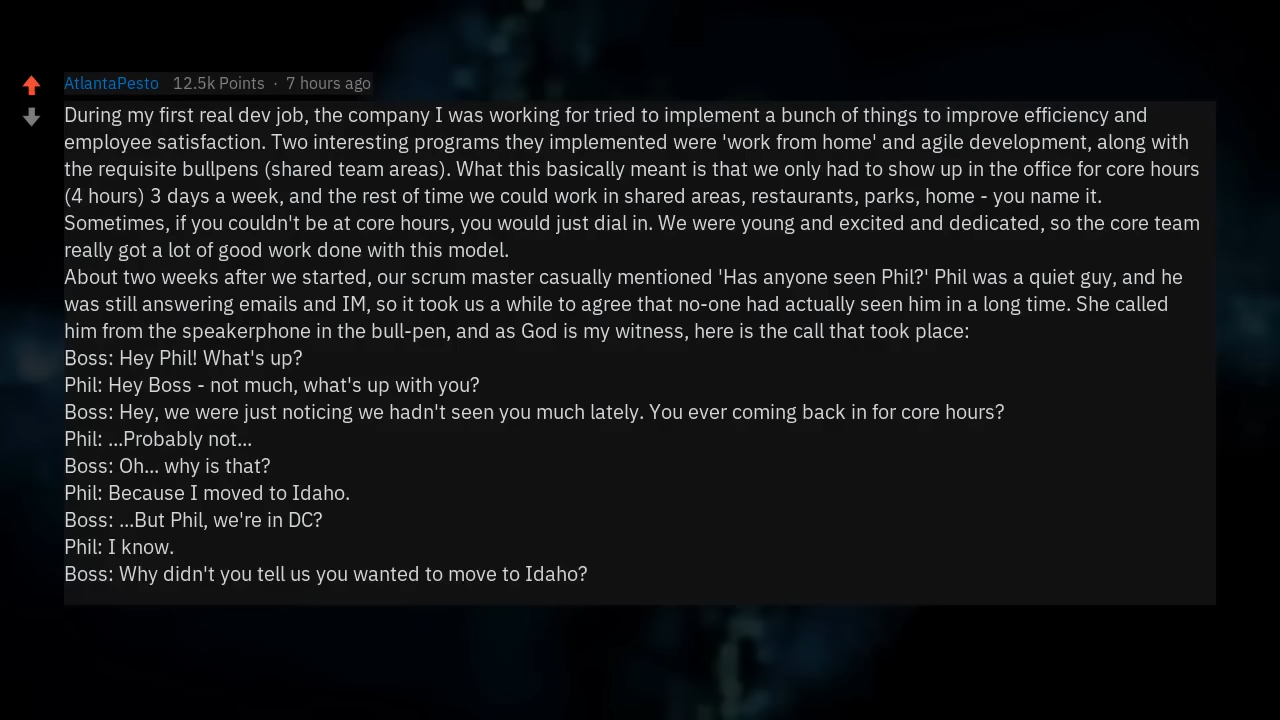 AtlantaPesto 12.5k Points · 7 hours ago
During my first real dev job, the company I was working for tried to implement a bunch of things to improve efficiency and
employee satisfaction. Two interesting programs they implemented were 'work from home' and agile development, along with
the requisite bullpens (shared team areas). What this basically meant is that we only had to show up in the office for core hours
(4 hours) 3 days a week, and the rest of time we could work in shared areas, restaurants, parks, home - you name it.
Sometimes, if you couldn't be at core hours, you would just dial in. We were young and excited and dedicated, so the core team
really got a lot of good work done with this model.
About two weeks after we started, our scrum master casually mentioned 'Has anyone seen Phil?' Phil was a quiet guy, and he
was still answering emails and IM, so it took us a while to agree that no-one had actually seen him in a long time. She called
him from the speakerphone in the bull-pen, and as God is my witness, here is the call that took place:
Boss: Hey Phil! What's up?
Phil: Hey Boss - not much, what's up with you?
Boss: Hey, we were just noticing we hadn't seen you much lately. You ever coming back in for core hours?
Phil: ...Probably not...
Boss: Oh... why is that?
Phil: Because I moved to Idaho.
Boss: ...But Phil, we're in DC?
Phil: I know.
Boss: Why didn't you tell us you wanted to move to Idaho?